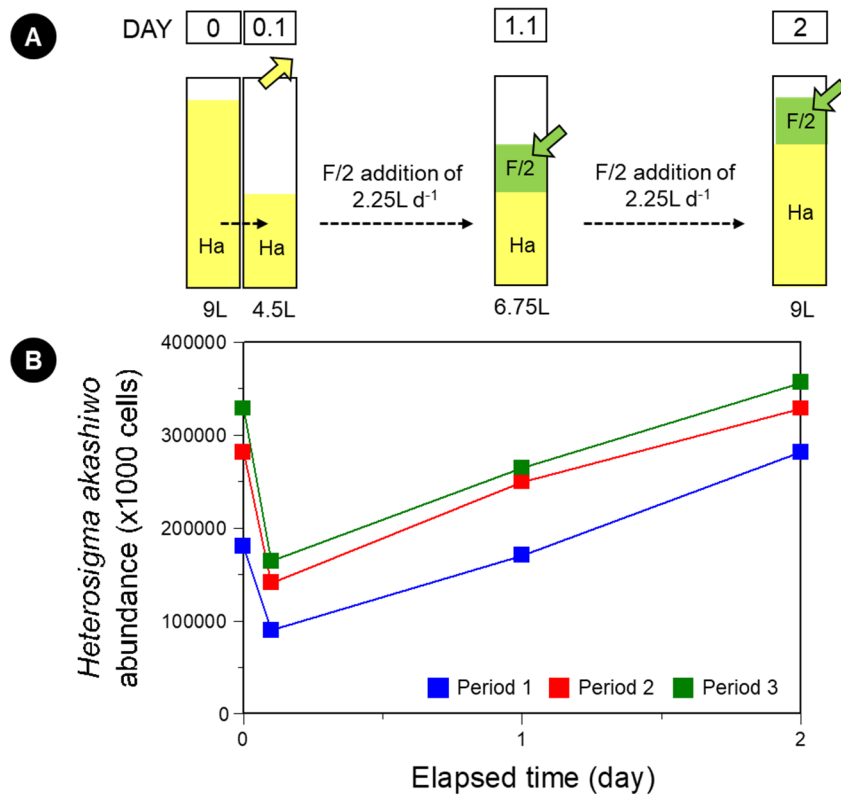 A
DAY 0 0.1 1.1 2
F/2 addition of
2.25L d⁻¹
F/2 addition of
2.25L d⁻¹
F/2
F/2
Ha
Ha
Ha
Ha
9L
4.5L
6.75L
9L
B
Heterosigma akashiwo
abundance (x1000 cells)
400000
300000
200000
100000
0
Period 1
Period 2
Period 3
0
1
2
Elapsed time (day)